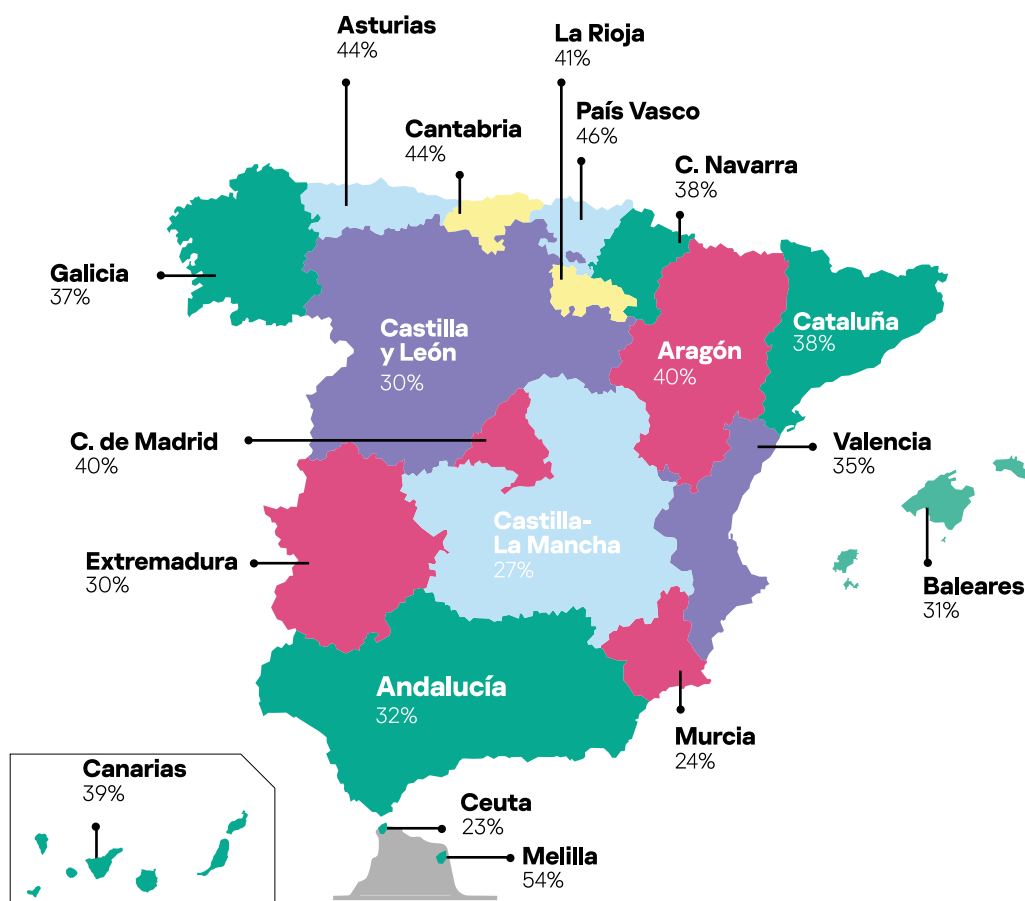 Asturias
44%
La Rioja
41%
Cantabria
44%
País Vasco
46%
C. Navarra
38%
Galicia
37%
Castilla
y León
30%
Aragón
40%
Cataluña
38%
C. de Madrid
40%
Valencia
35%
Castilla-
La Mancha
27%
Extremadura
30%
Baleares
31%
Andalucía
32%
Murcia
24%
Canarias
39%
Ceuta
23%
Melilla
54%